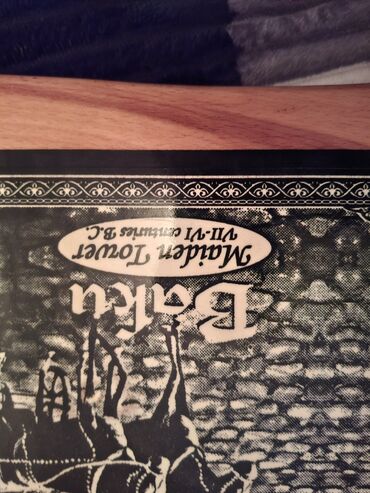 Baku
Maiden Tower
VII-VI centuries B.C.